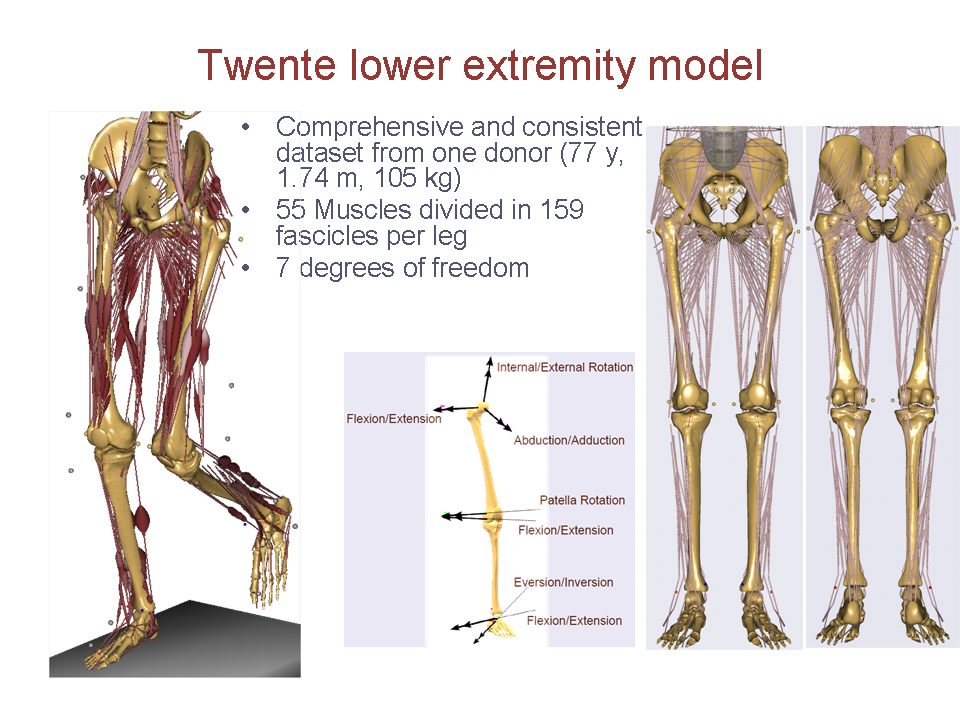 Twente lower extremity model
• Comprehensive and consistent
dataset from one donor (77 y,
1.74 m, 105 kg)
• 55 Muscles divided in 159
fascicles per leg
• 7 degrees of freedom
Internal/External Rotation
Flexion/Extension
Abduction/Adduction
Patella Rotation
Flexion/Extension
Eversion/Inversion
Flexion/Extension